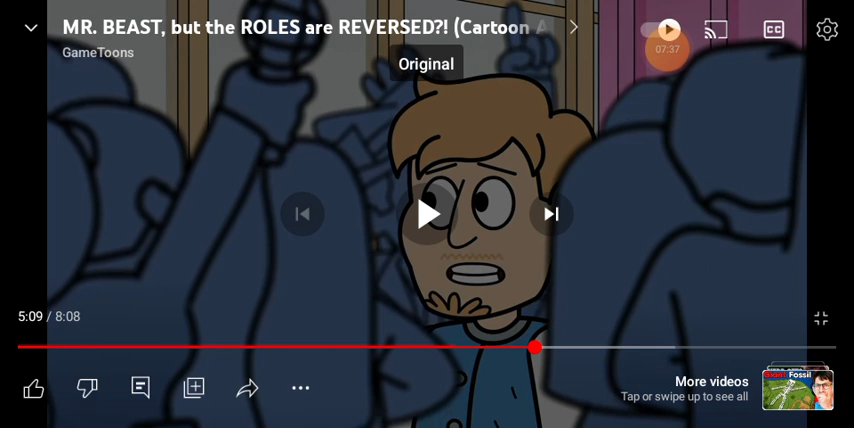 MR. BEAST, but the ROLES are REVERSED?! (Cartoon A
GameToons
CC
07:37
Original
5:09 / 8:08
More videos
Tap or swipe up to see all
Fossil